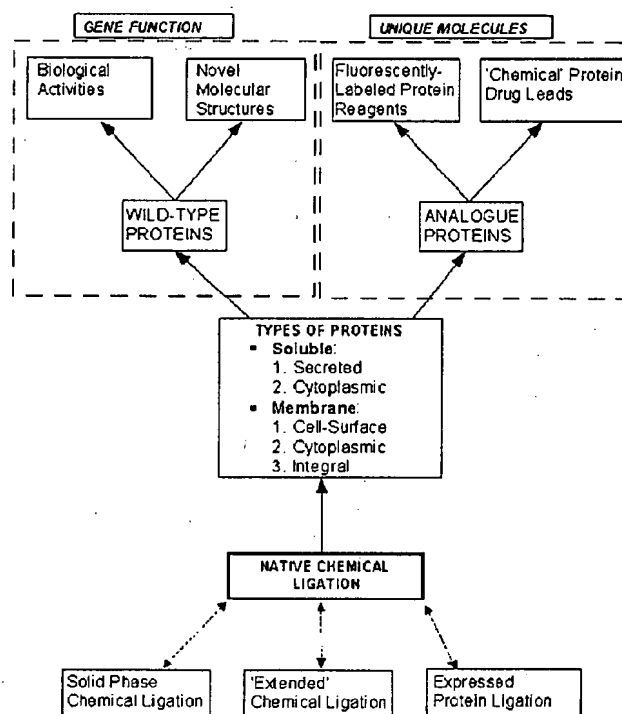 GENE FUNCTION
UNIQUE MOLECULES
Biological
Activities
Novel
Molecular
Structures
Fluorescently-
Labeled Protein
Reagents
'Chemical' Protein
Drug Leads
WILD-TYPE
PROTEINS
ANALOGUE
PROTEINS
TYPES OF PROTEINS
▪ Soluble:
1. Secreted
2. Cytoplasmic
▪ Membrane:
1. Cell-Surface
2. Cytoplasmic
3. Integral
NATIVE CHEMICAL
LIGATION
Solid Phase
Chemical Ligation
'Extended'
Chemical Ligation
Expressed
Protein Ligation